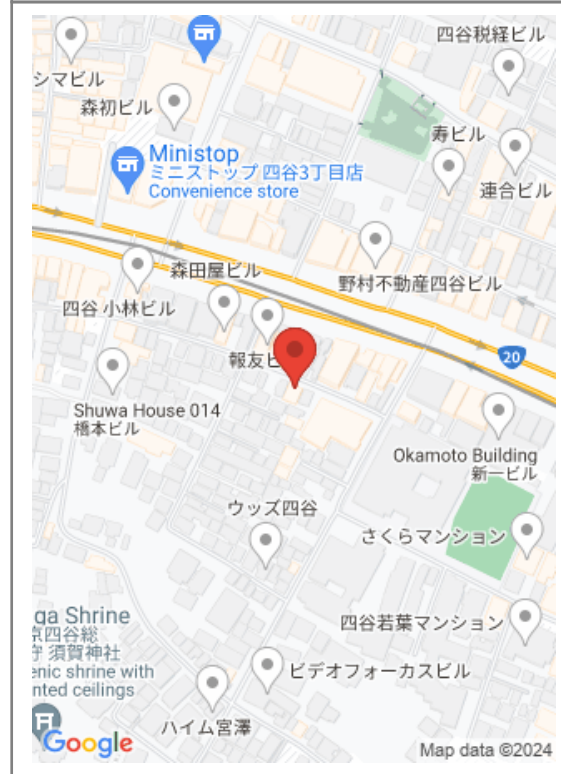 四谷税経ビル
シマビル
森初ビル
寿ビル
Ministop
ミニストップ 四谷3丁目店
Convenience store
連合ビル
森田屋ビル
野村不動産四谷ビル
四谷 小林ビル
20
報友ビ
Shuwa House 014
橋本ビル
Okamoto Building
新一ビル
ウッズ四谷
さくらマンション
ga Shrine
京四谷総
守 須賀神社
enic shrine with
nted ceilings
四谷若葉マンション
ビデオフォーカスビル
ハイム宮澤
Google
Map data ©2024